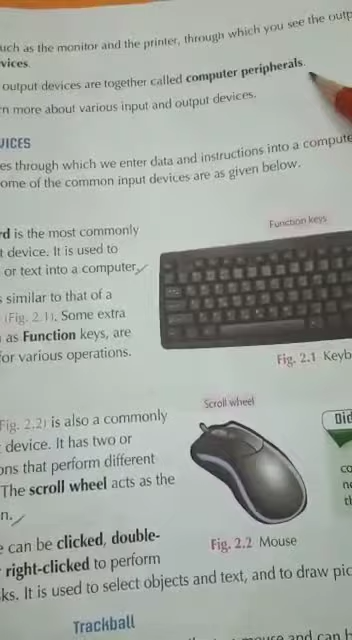 uch as the monitor and the printer, through which you see the outp
vices.
output devices are together called computer peripherals.
rn more about various input and output devices.
VICES
es through which we enter data and instructions into a compute
ome of the common input devices are as given below.
rd is the most commonly
t device. It is used to
or text into a computer.
Function keys
s similar to that of a
(Fig. 2.1). Some extra
as Function keys, are
for various operations.
Fig. 2.1 Keyb
Scroll wheel
Fig. 2.2) is also a commonly
device. It has two or
ons that perform different
The scroll wheel acts as the
n.
Did
co
ne
Fig. 2.2 Mouse
e can be clicked, double-
right-clicked to perform
ks. It is used to select objects and text, and to draw pic
Trackball